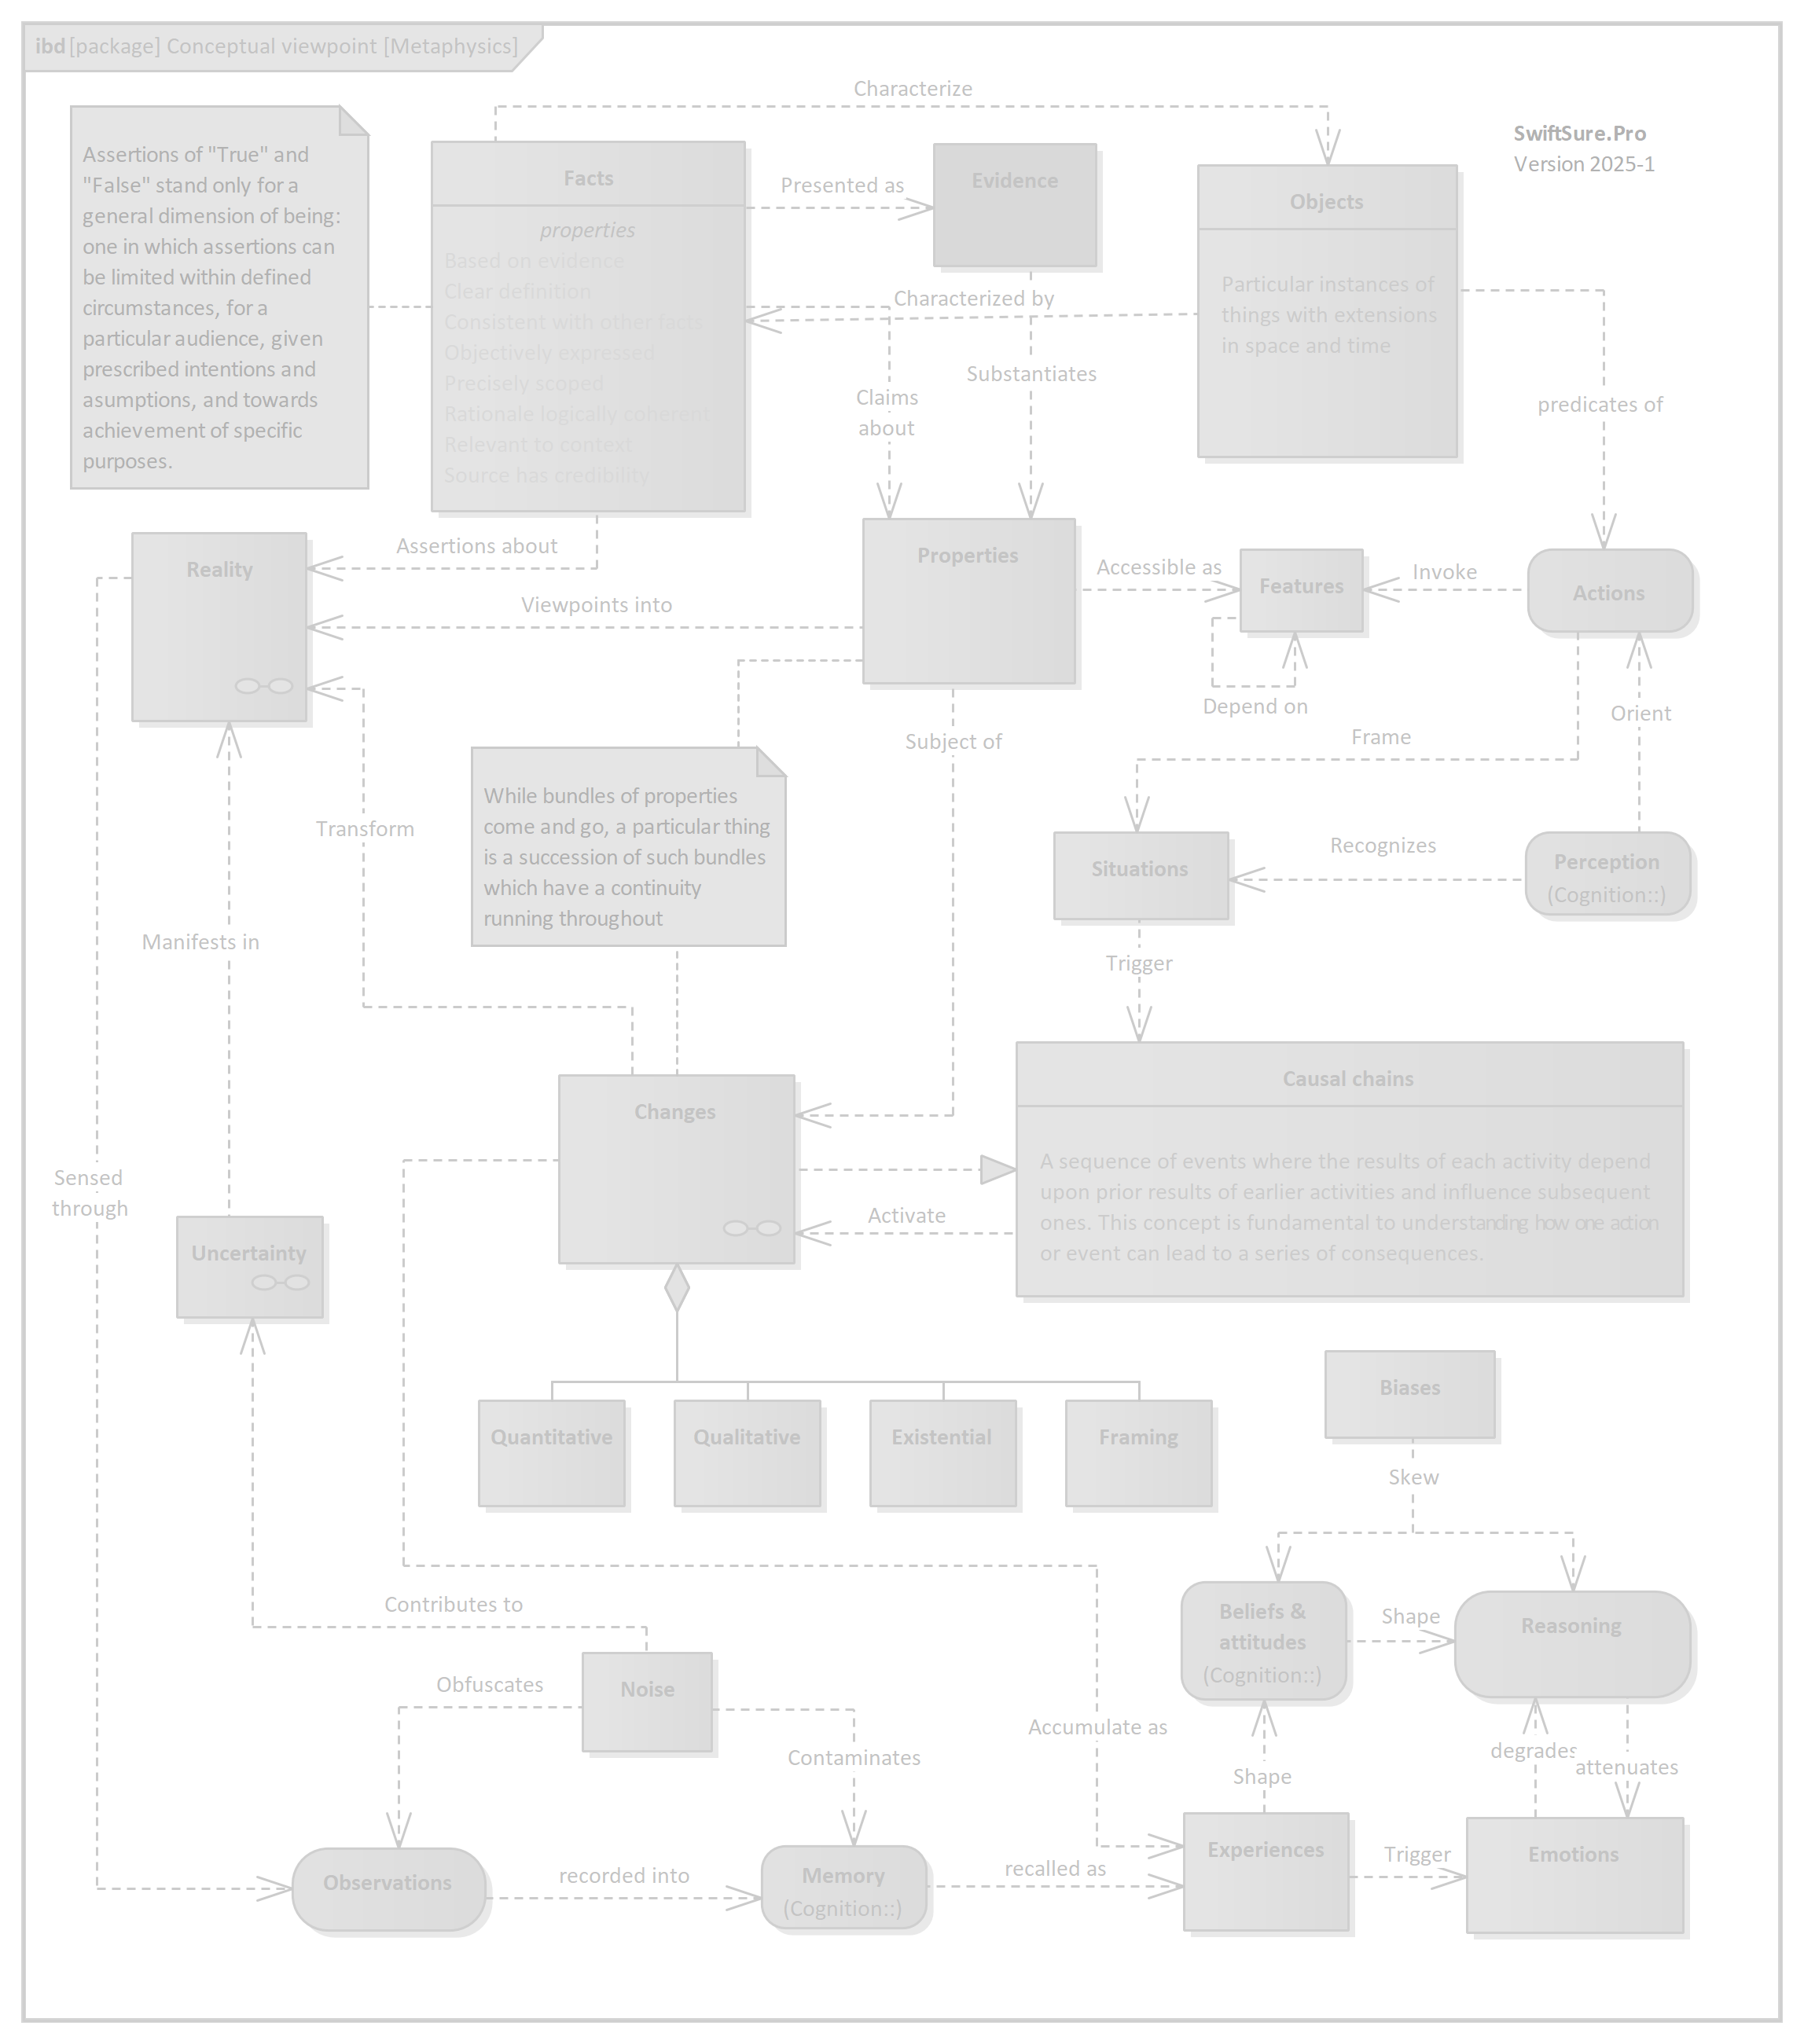 ibd [package] Conceptual viewpoint [Metaphysics]
Characterize
SwiftSure.Pro
Version 2025-1
Assertions of "True" and
"False" stand only for a
general dimension of being:
one in which assertions can
be limited within defined
circumstances, for a
particular audience, given
prescribed intentions and
asumptions, and towards
achievement of specific
purposes.
Facts
properties
Based on evidence
Clear definition
Consistent with other facts
Objectively expressed
Precisely scoped
Rationale logically coherent
Relevant to context
Source has credibility
Presented as
Evidence
Objects
Particular instances of
things with extensions
in space and time
Characterized by
Substantiates
Claims
about
predicates of
Assertions about
Reality
Viewpoints into
Properties
Accessible as
Features
Invoke
Actions
Depend on
Orient
Frame
Subject of
Transform
While bundles of properties
come and go, a particular thing
is a succession of such bundles
which have a continuity
running throughout
Situations
Recognizes
Perception
(Cognition::)
Manifests in
Trigger
Causal chains
A sequence of events where the results of each activity depend
upon prior results of earlier activities and influence subsequent
ones. This concept is fundamental to understanding how one action
or event can lead to a series of consequences.
Changes
Activate
Sensed
through
Uncertainty
Quantitative
Qualitative
Existential
Framing
Biases
Skew
Contributes to
Beliefs &
attitudes
(Cognition::)
Shape
Reasoning
Noise
Obfuscates
Contaminates
Accumulate as
Shape
degrades
attenuates
Observations
recorded into
Memory
(Cognition::)
recalled as
Experiences
Trigger
Emotions